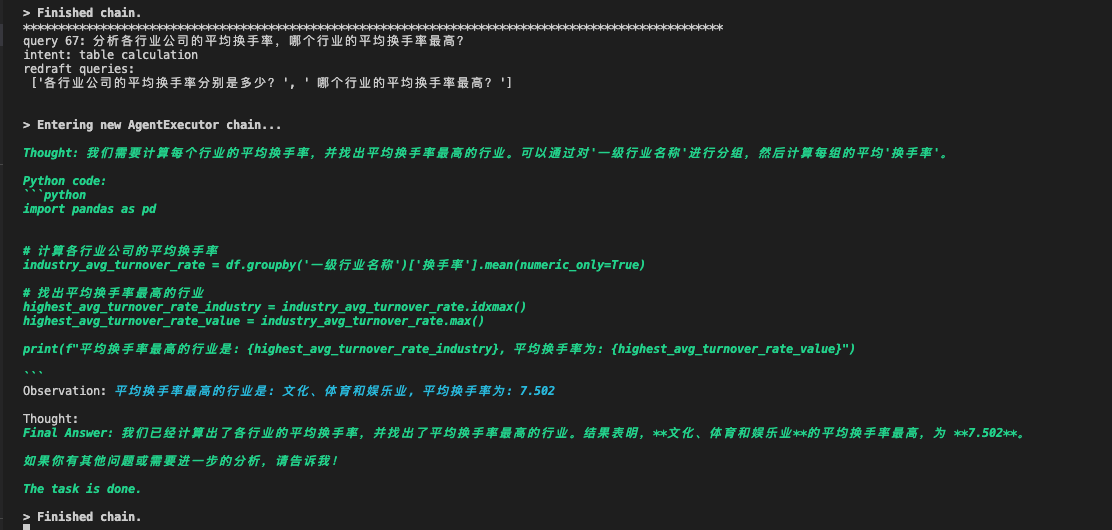 > Finished chain.
****************************************************************************************************
query 67: 分析各行业公司的平均换手率, 哪个行业的平均换手率最高?
intent: table calculation
redraft queries:
['各行业公司的平均换手率分别是多少? ', ' 哪个行业的平均换手率最高? ']
> Entering new AgentExecutor chain...
Thought: 我们需要计算每个行业的平均换手率, 并找出平均换手率最高的行业。可以通过对'一级行业名称'进行分组, 然后计算每组的平均'换手率'。
Python code:
```python
import pandas as pd
# 计算各行业公司的平均换手率
industry_avg_turnover_rate = df.groupby('一级行业名称')['换手率'].mean(numeric_only=True)
# 找出平均换手率最高的行业
highest_avg_turnover_rate_industry = industry_avg_turnover_rate.idxmax()
highest_avg_turnover_rate_value = industry_avg_turnover_rate.max()
print(f"平均换手率最高的行业是: {highest_avg_turnover_rate_industry}, 平均换手率为: {highest_avg_turnover_rate_value}")
```
Observation: 平均换手率最高的行业是: 文化、体育和娱乐业, 平均换手率为: 7.502
Thought:
Final Answer: 我们已经计算出了各行业的平均换手率, 并找出了平均换手率最高的行业。结果表明, **文化、体育和娱乐业**的平均换手率最高, 为 **7.502**。
如果你有其他问题或需要进一步的分析, 请告诉我!
The task is done.
> Finished chain.